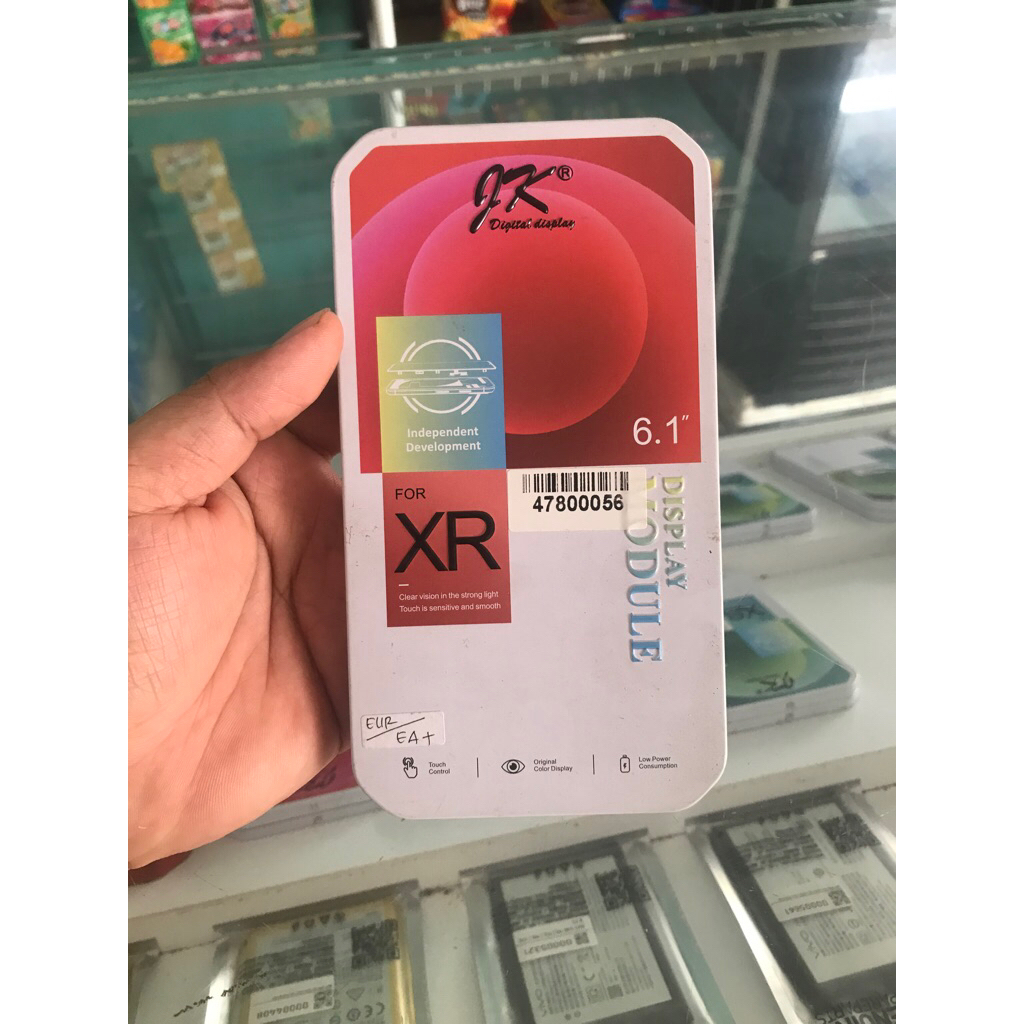 JK®
Digital display
Independent
Development
6.1"
FOR
XR
Clear vision in the strong light
Touch is sensitive and smooth
47800056
DISPLAY
MODULE
EUR
EA+
Touch
Control
Original
Color Display
Low Power
Consumption
JK